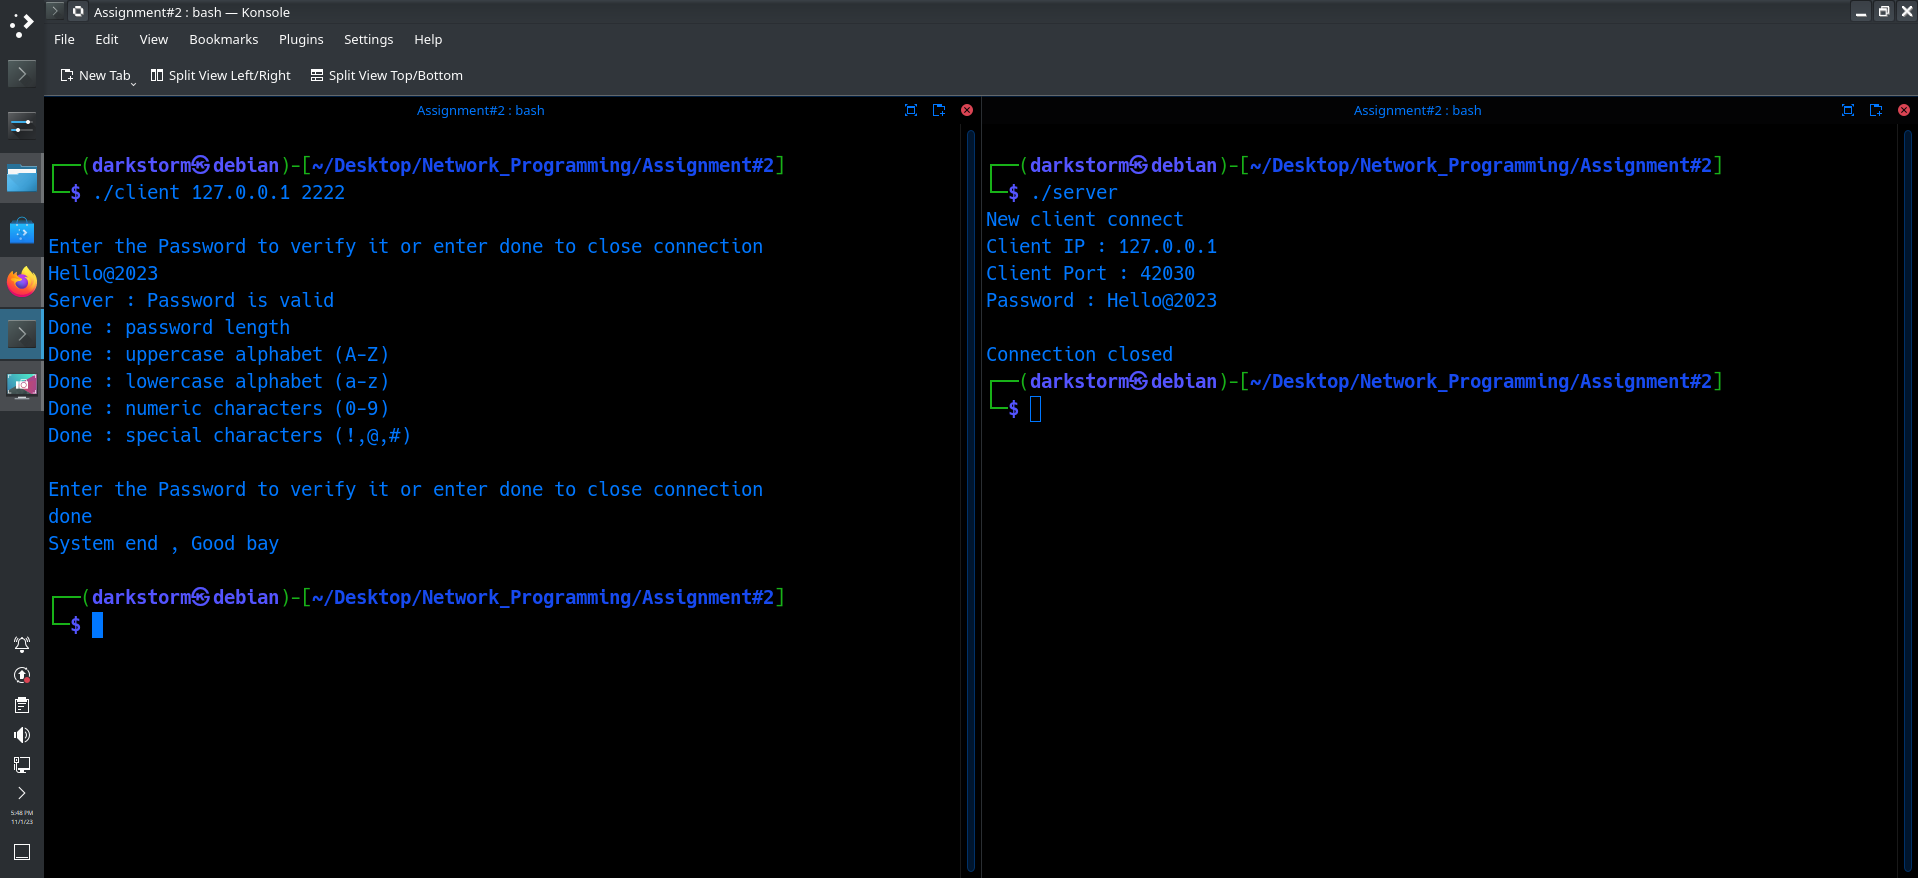 Assignment#2 : bash — Konsole
File Edit View Bookmarks Plugins Settings Help
New Tab Split View Left/Right Split View Top/Bottom
Assignment#2 : bash
(darkstorm㉿debian)-[~/Desktop/Network_Programming/Assignment#2]
$ ./client 127.0.0.1 2222
Enter the Password to verify it or enter done to close connection
Hello@2023
Server : Password is valid
Done : password length
Done : uppercase alphabet (A-Z)
Done : lowercase alphabet (a-z)
Done : numeric characters (0-9)
Done : special characters (!,@,#)
Enter the Password to verify it or enter done to close connection
done
System end , Good bay
(darkstorm㉿debian)-[~/Desktop/Network_Programming/Assignment#2]
$
Assignment#2 : bash
(darkstorm㉿debian)-[~/Desktop/Network_Programming/Assignment#2]
$ ./server
New client connect
Client IP : 127.0.0.1
Client Port : 42030
Password : Hello@2023
Connection closed
(darkstorm㉿debian)-[~/Desktop/Network_Programming/Assignment#2]
$
5:48 PM
11/1/23